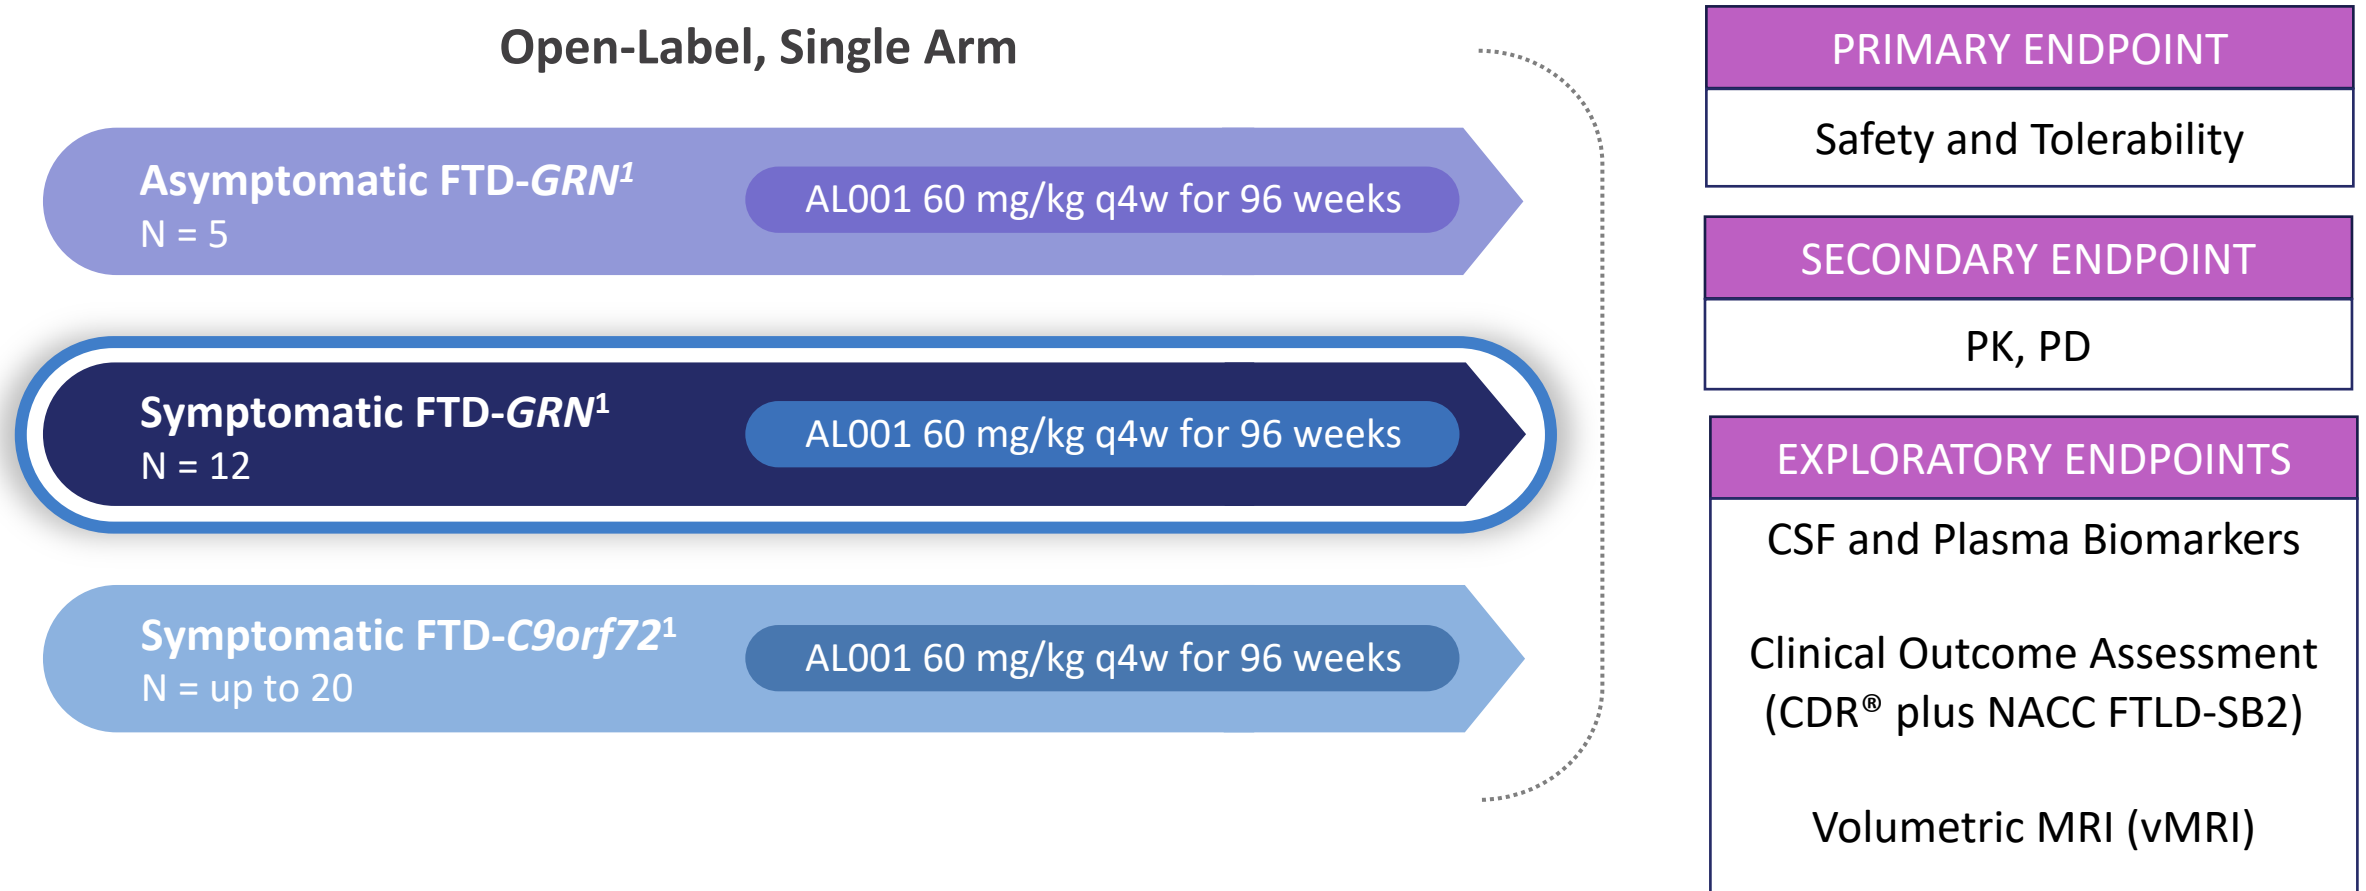 Open-Label, Single Arm
Asymptomatic FTD-GRN¹
N = 5
AL001 60 mg/kg q4w for 96 weeks
Symptomatic FTD-GRN¹
N = 12
AL001 60 mg/kg q4w for 96 weeks
Symptomatic FTD-C9orf72¹
N = up to 20
AL001 60 mg/kg q4w for 96 weeks
PRIMARY ENDPOINT
Safety and Tolerability
SECONDARY ENDPOINT
PK, PD
EXPLORATORY ENDPOINTS
CSF and Plasma Biomarkers
Clinical Outcome Assessment
(CDR® plus NACC FTLD-SB2)
Volumetric MRI (vMRI)